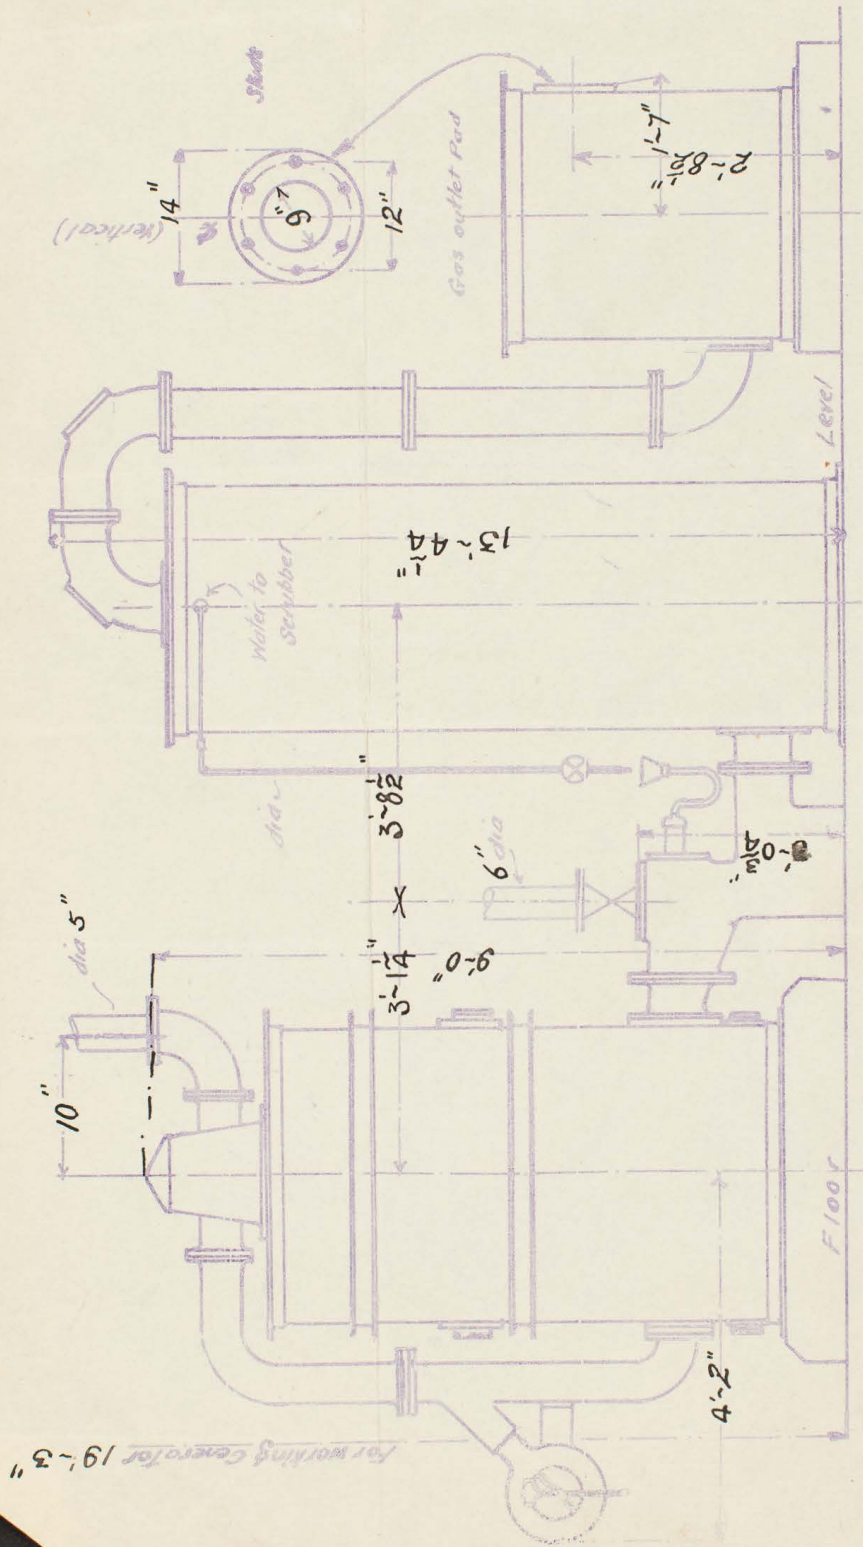 For working Generator 19'-3"
10"
dia 5"
4'-2"
9'-0"
3'-1¼"
3'-8½"
6" dia
dia
Water to
Scrubber
13'-4¼"
Gas outlet Pad
14"
9"
12"
(Vertical)
1'-7"
2'-8½"
Floor
Level